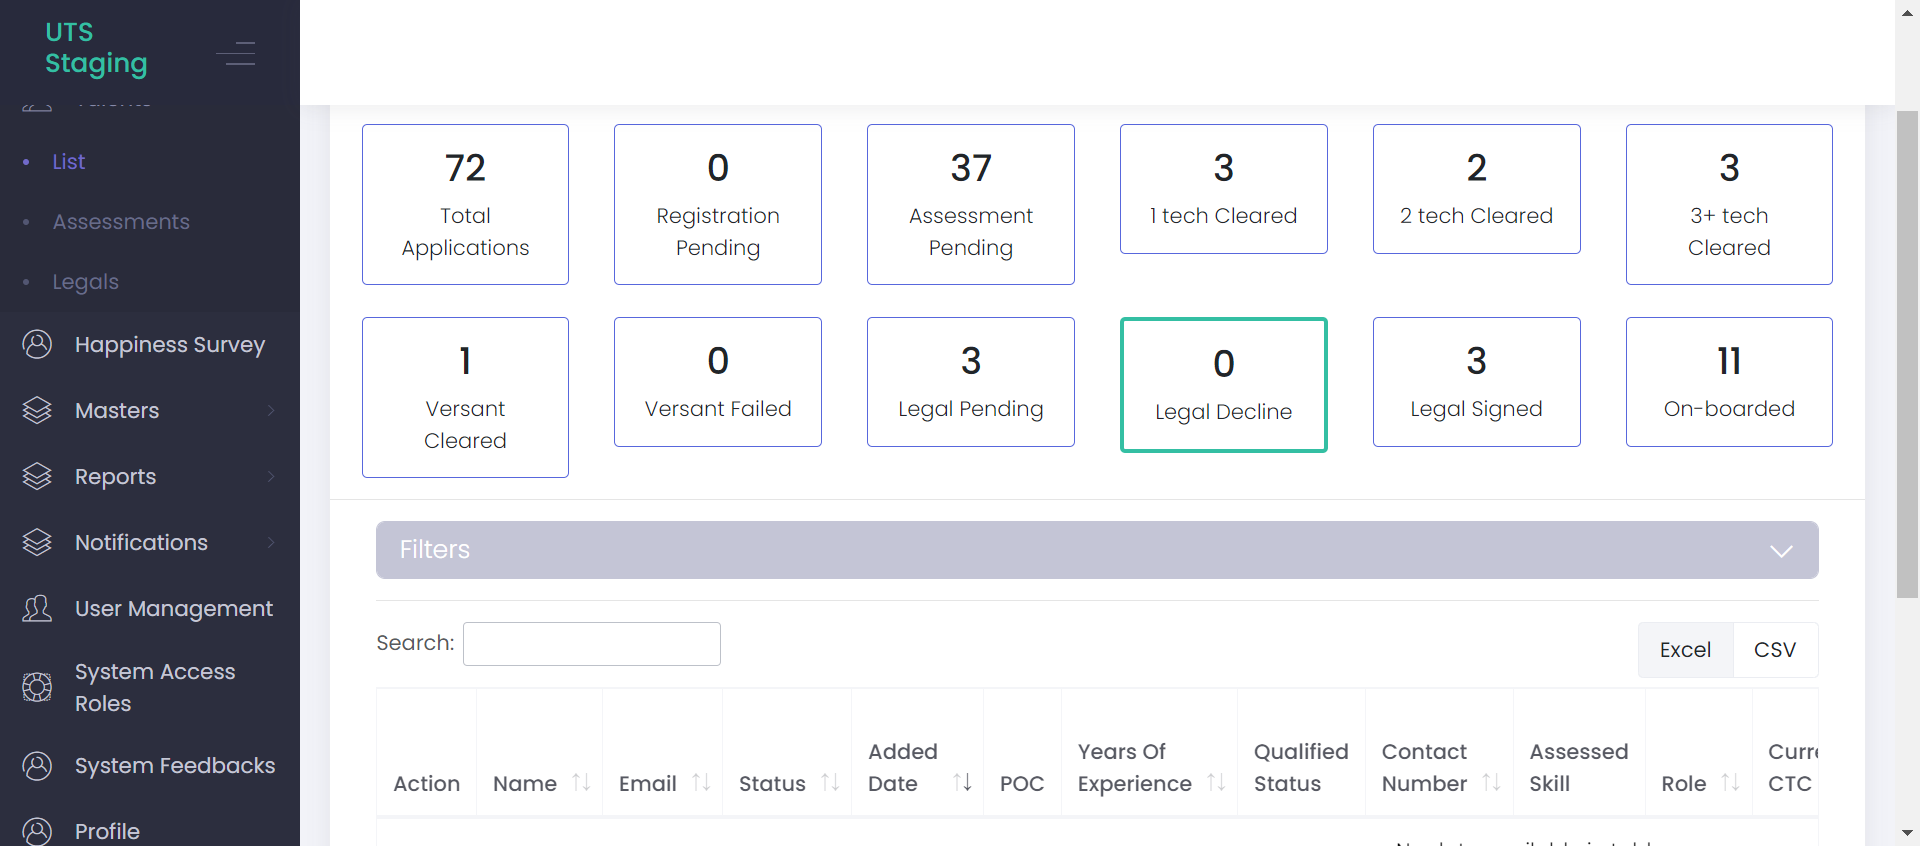 UTS
Staging
List
Assessments
Legals
Happiness Survey
Masters
Reports
Notifications
User Management
System Access
Roles
System Feedbacks
Profile
72
Total
Applications
0
Registration
Pending
37
Assessment
Pending
3
1 tech Cleared
2
2 tech Cleared
3
3+ tech
Cleared
1
Versant
Cleared
0
Versant Failed
3
Legal Pending
0
Legal Decline
3
Legal Signed
11
On-boarded
Filters
Search:
Excel
CSV
Action
Name
Email
Status
Added
Date
POC
Years Of
Experience
Qualified
Status
Contact
Number
Assessed
Skill
Role
CTC